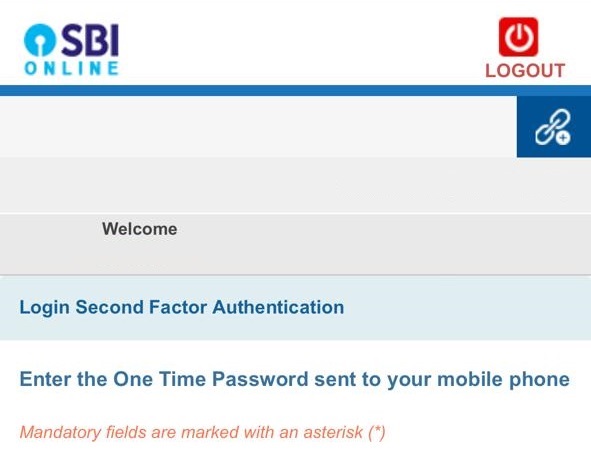 SBI
ONLINE
LOGOUT
Welcome
Login Second Factor Authentication
Enter the One Time Password sent to your mobile phone
Mandatory fields are marked with an asterisk (*)